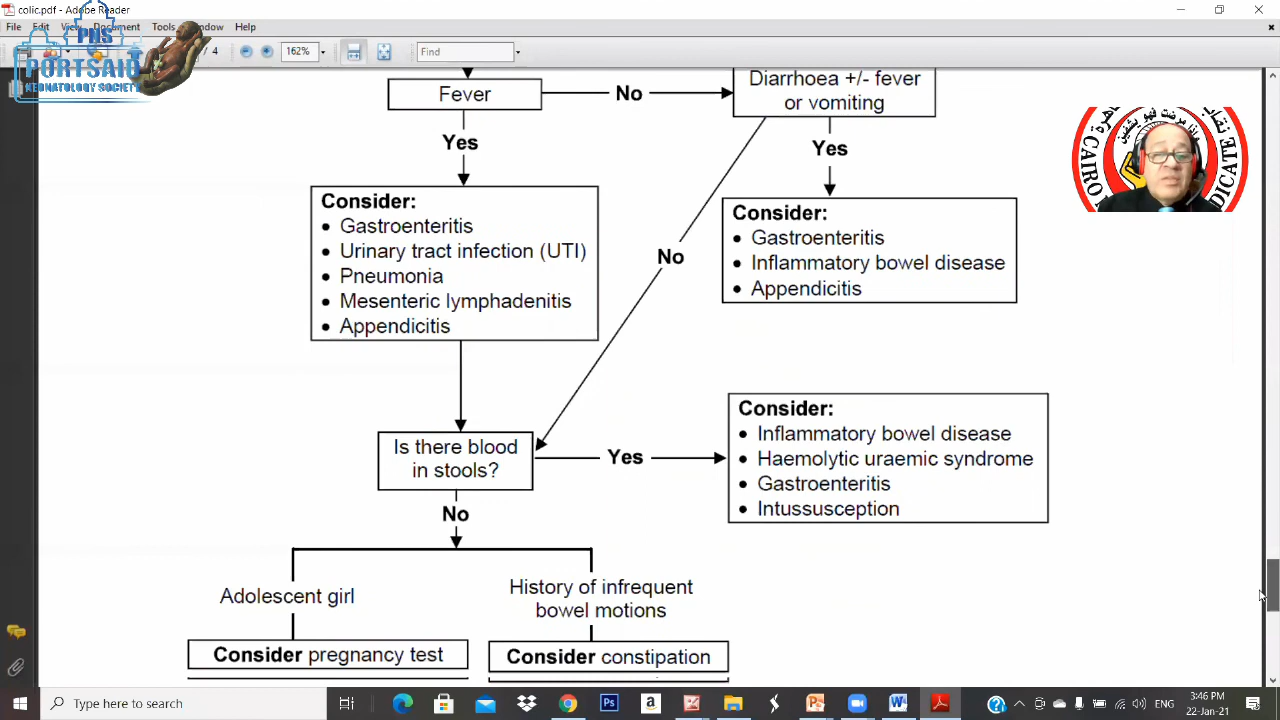 colic.pdf - Adobe Reader
File Edit View Document Tools Window Help
/ 4
162%
Find
PNS
PORTSAID
NEONATOLOGY SOCIETY
Fever
No
Diarrhoea +/- fever
or vomiting
Yes
Yes
Consider:
• Gastroenteritis
• Urinary tract infection (UTI)
• Pneumonia
• Mesenteric lymphadenitis
• Appendicitis
Consider:
• Gastroenteritis
• Inflammatory bowel disease
• Appendicitis
No
Is there blood
in stools?
Yes
Consider:
• Inflammatory bowel disease
• Haemolytic uraemic syndrome
• Gastroenteritis
• Intussusception
No
Adolescent girl
History of infrequent
bowel motions
Consider pregnancy test
Consider constipation
CAIRO
DICATE
Type here to search
3:46 PM
22-Jan-21